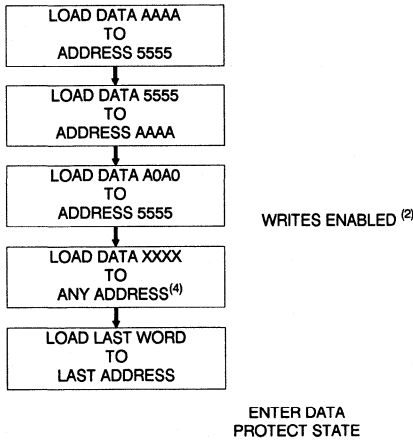 LOAD DATA AAAA
TO
ADDRESS 5555
LOAD DATA 5555
TO
ADDRESS AAAA
LOAD DATA A0A0
TO
ADDRESS 5555
WRITES ENABLED (2)
LOAD DATA XXXX
TO
ANY ADDRESS(4)
LOAD LAST WORD
TO
LAST ADDRESS
ENTER DATA
PROTECT STATE